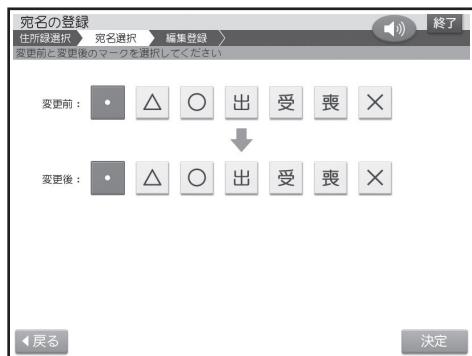 宛名の登録
終了
住所録選択 宛名選択 編集登録
変更前と変更後のマークを選択してください
変更前： ・ △ ○ 出 受 喪 ×
変更後： ・ △ ○ 出 受 喪 ×
戻る
決定